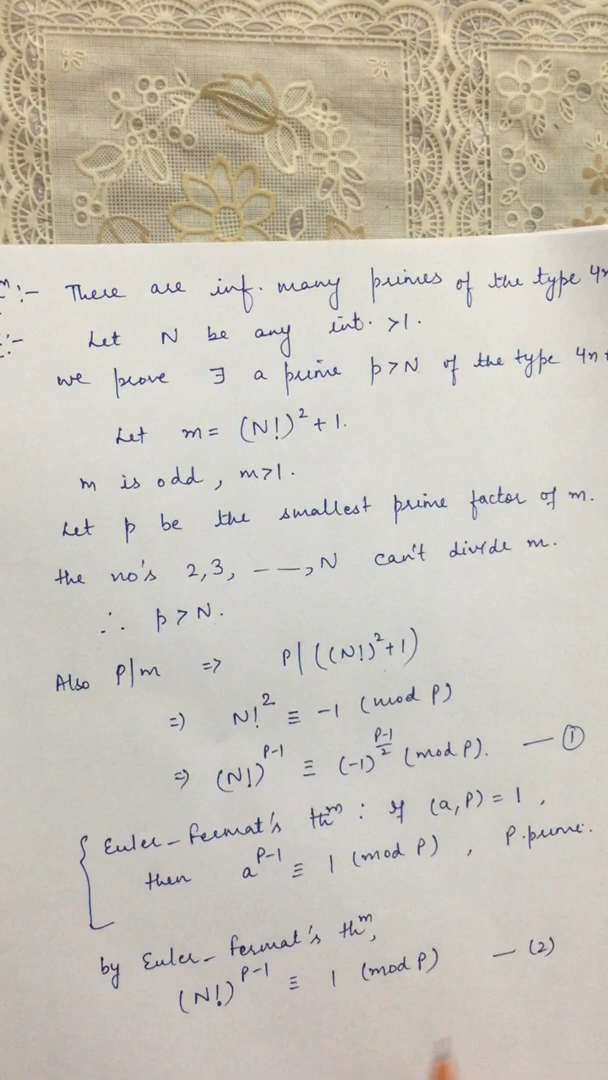 m :- There are inf. many primes of the type 4n
:- Let N be any int. >1.
we prove ∃ a prime p>N of the type 4n+
Let m = (N!)² + 1.
m is odd, m>1.
Let p be the smallest prime factor of m.
the no's 2,3, - - -, N can't divide m.
∴ p > N.
Also P|m => P|((N!)²+1)
=) N!² ≡ -1 (mod P)
=> (N!)^{P-1} ≡ (-1)^{\frac{P-1}{2}} (mod P). — ①
{ Euler-Fermat's th^m : If (a,P) = 1,
then a^{P-1} ≡ 1 (mod P), P.prime.
by Euler-Fermat's th^m,
(N!)^{P-1} ≡ 1 (mod P) — (2)